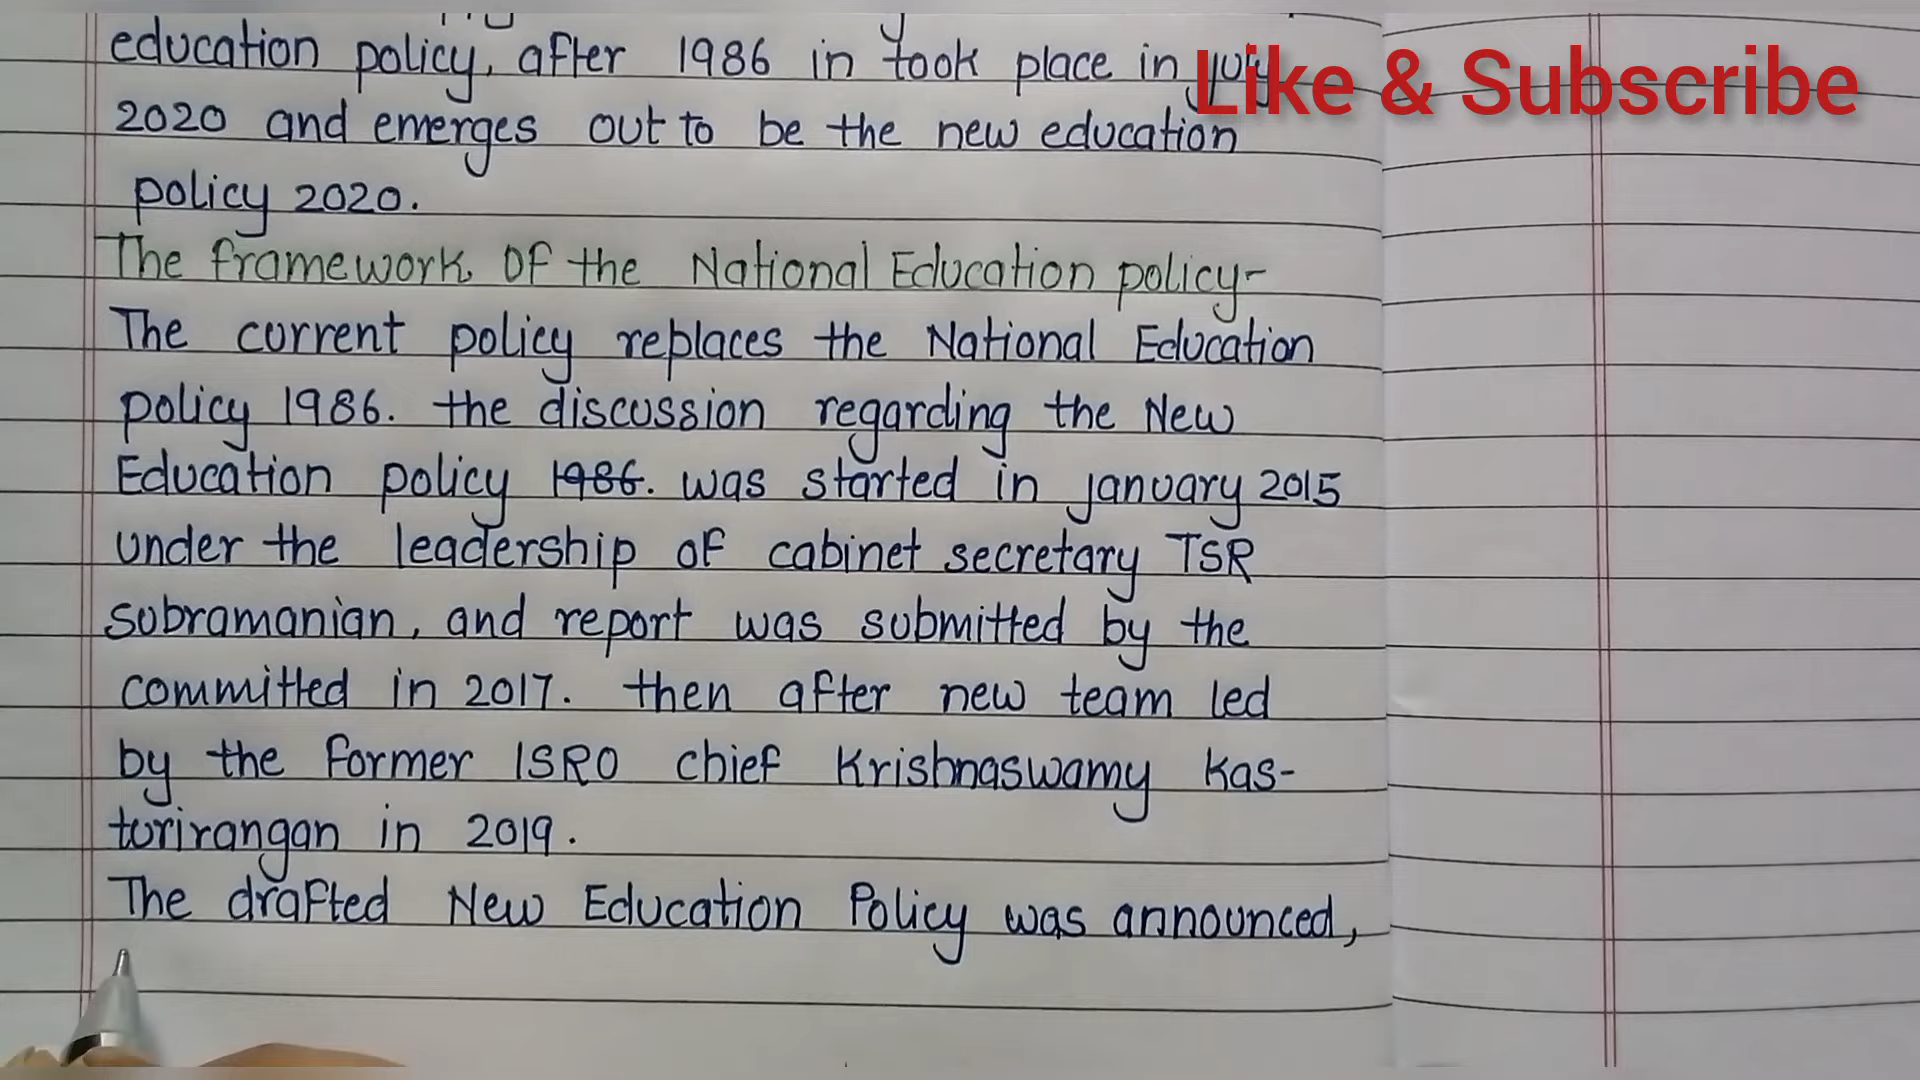 education policy, after 1986 in took place in july
Like & Subscribe
2020 and emerges out to be the new education
policy 2020.
The framework of the National Education policy-
The current policy replaces the National Education
policy 1986. the discussion regarding the New
Education policy 1986. was started in january 2015
under the leadership of cabinet secretary TSR
subramanian, and report was submitted by the
committed in 2017. then after new team led
by the former ISRO chief Krishnaswamy Kas-
turirangan in 2019.
The drafted New Education Policy was announced,